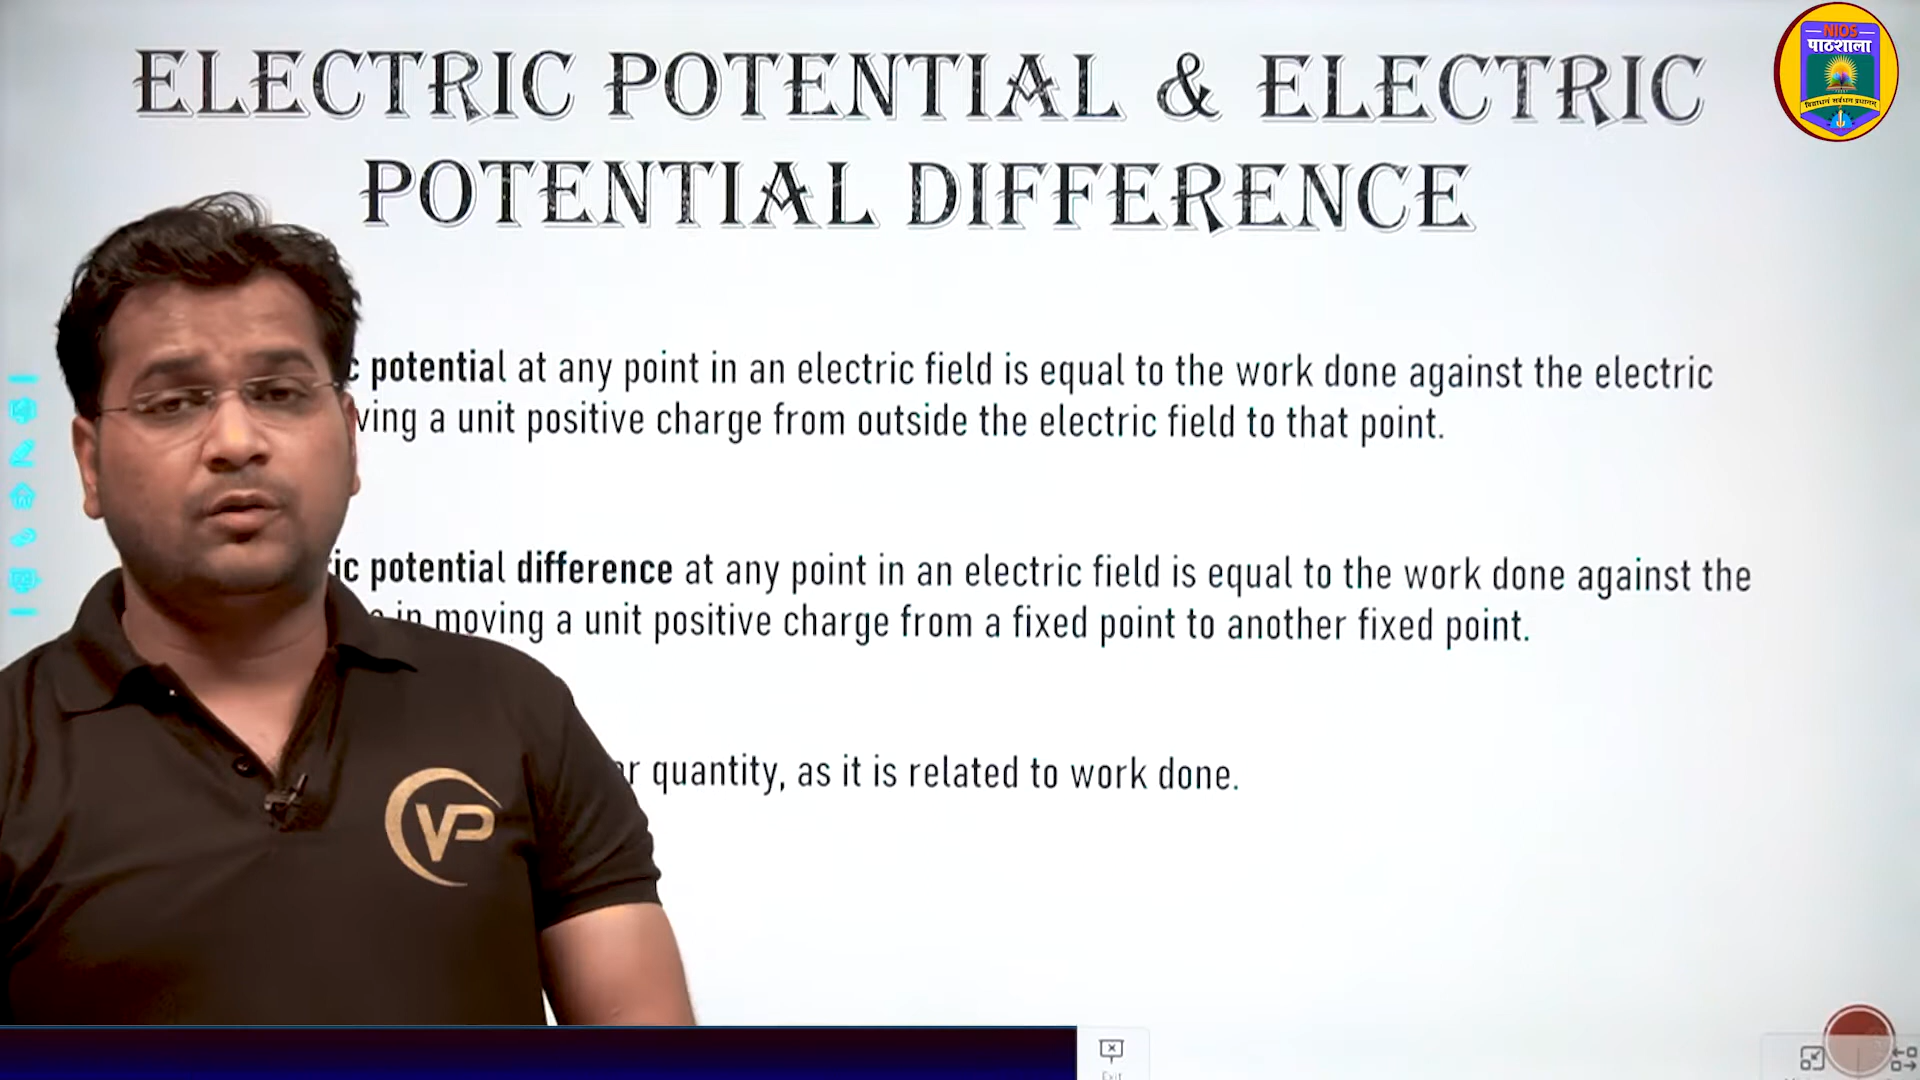 ELECTRIC POTENTIAL & ELECTRIC
POTENTIAL DIFFERENCE
NIOS
पाठशाला
c potential at any point in an electric field is equal to the work done against the electric
ving a unit positive charge from outside the electric field to that point.
ic potential difference at any point in an electric field is equal to the work done against the
in moving a unit positive charge from a fixed point to another fixed point.
r quantity, as it is related to work done.
VP
Exit